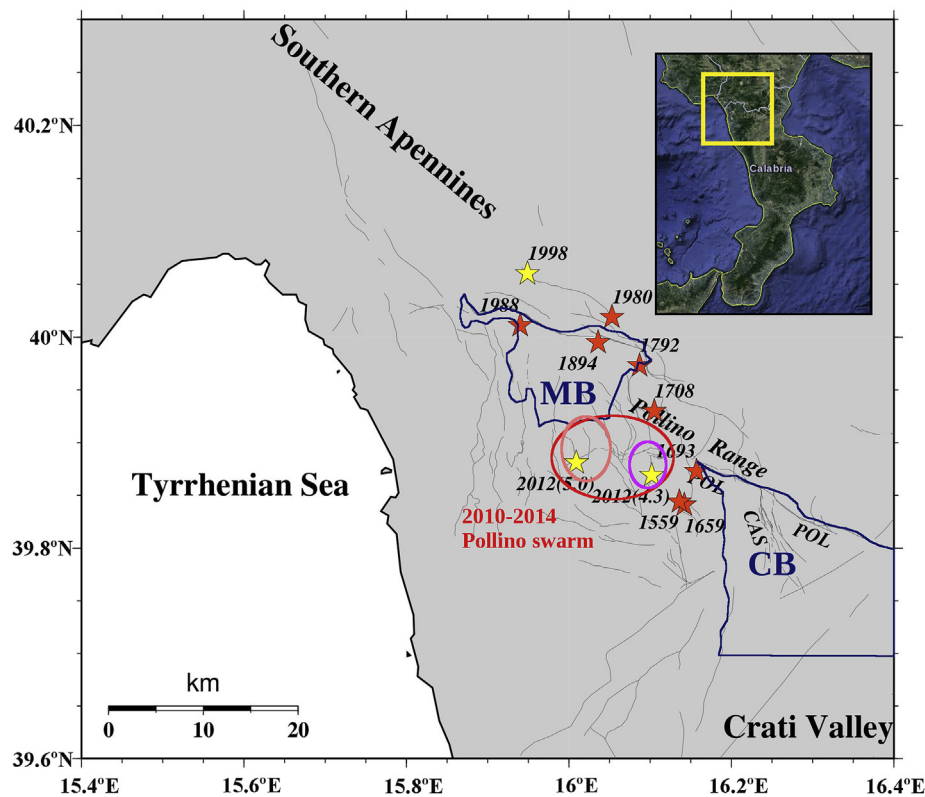 Southern Apennines
40.2°N
Calabria
1998
1980
1988
40°N
1792
1894
MB
1708
Pollino Range
1693
Tyrrhenian Sea
2012(5.0)
POL
2012(4.3)
2010-2014
Pollino swarm
1559
1659
CAS
POL
39.8°N
CB
km
0
10
20
Crati Valley
39.6°N
15.4°E
15.6°E
15.8°E
16°E
16.2°E
16.4°E